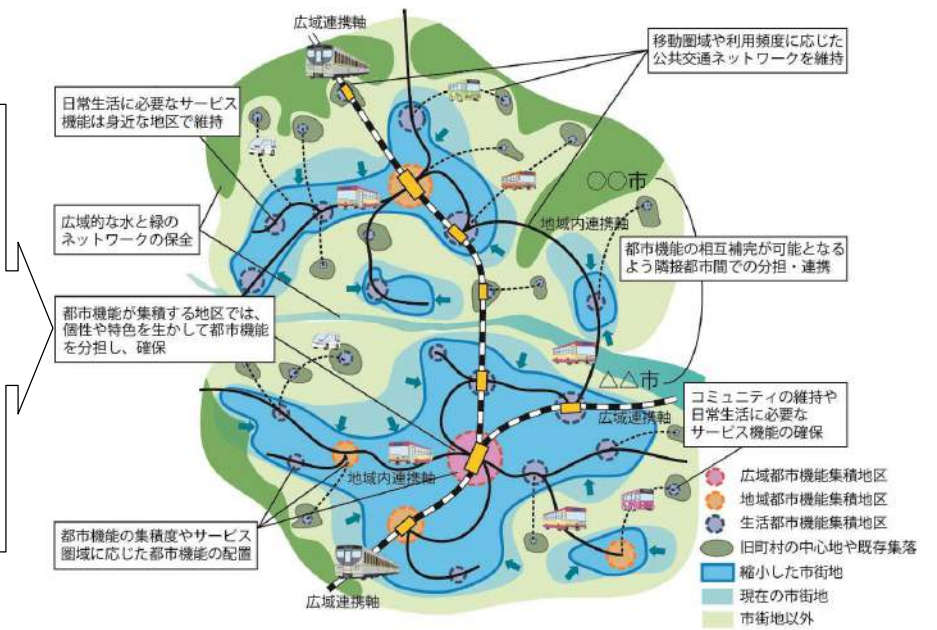 広域連携軸
移動圏域や利用頻度に応じた
公共交通ネットワークを維持
日常生活に必要なサービス
機能は身近な地区で維持
○○市
広域的な水と緑の
ネットワークの保全
地域内連携軸
都市機能の相互補完が可能となる
よう隣接都市間での分担・連携
都市機能が集積する地区では、
個性や特色を生かして都市機能
を分担し、確保
△△市
コミュニティの維持や
日常生活に必要な
サービス機能の確保
広域連携軸
地域内連携軸
都市機能の集積度やサービス
圏域に応じた都市機能の配置
広域連携軸
広域都市機能集積地区
地域都市機能集積地区
生活都市機能集積地区
旧町村の中心地や既存集落
縮小した市街地
現在の市街地
市街地以外